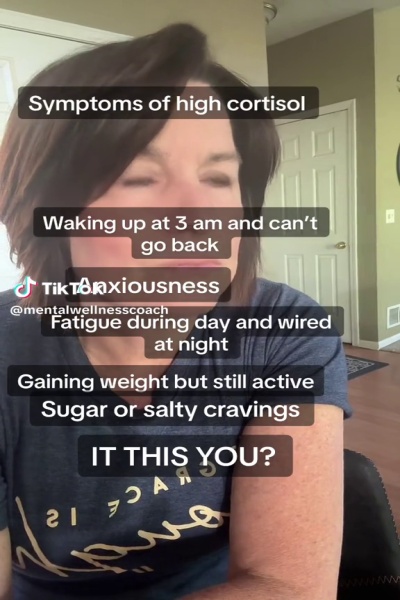 Symptoms of high cortisol
Waking up at 3 am and can't
go back
TikTok
Anxiousness
@mentalwellnesscoach
Fatigue during day and wired
at night
Gaining weight but still active
Sugar or salty cravings
IT THIS YOU?
GRACE IS
enough